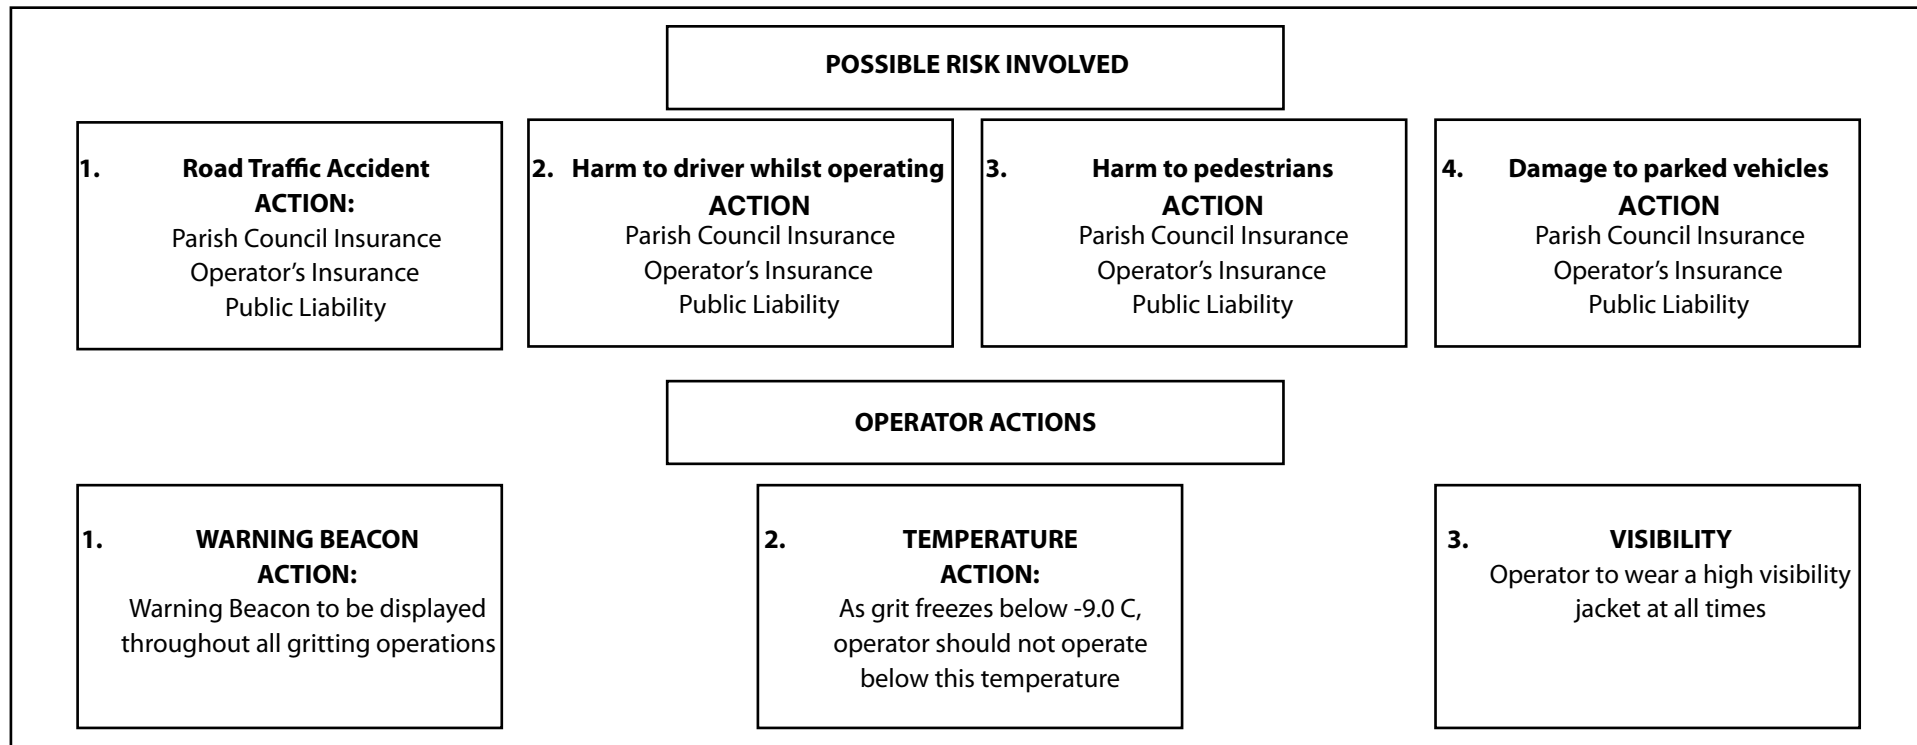 POSSIBLE RISK INVOLVED
1. Road Traffic Accident
ACTION:
Parish Council Insurance
Operator’s Insurance
Public Liability
2. Harm to driver whilst operating
ACTION
Parish Council Insurance
Operator’s Insurance
Public Liability
3. Harm to pedestrians
ACTION
Parish Council Insurance
Operator’s Insurance
Public Liability
4. Damage to parked vehicles
ACTION
Parish Council Insurance
Operator’s Insurance
Public Liability
OPERATOR ACTIONS
1. WARNING BEACON
ACTION:
Warning Beacon to be displayed
throughout all gritting operations
2. TEMPERATURE
ACTION:
As grit freezes below -9.0 C,
operator should not operate
below this temperature
3. VISIBILITY
Operator to wear a high visibility
jacket at all times